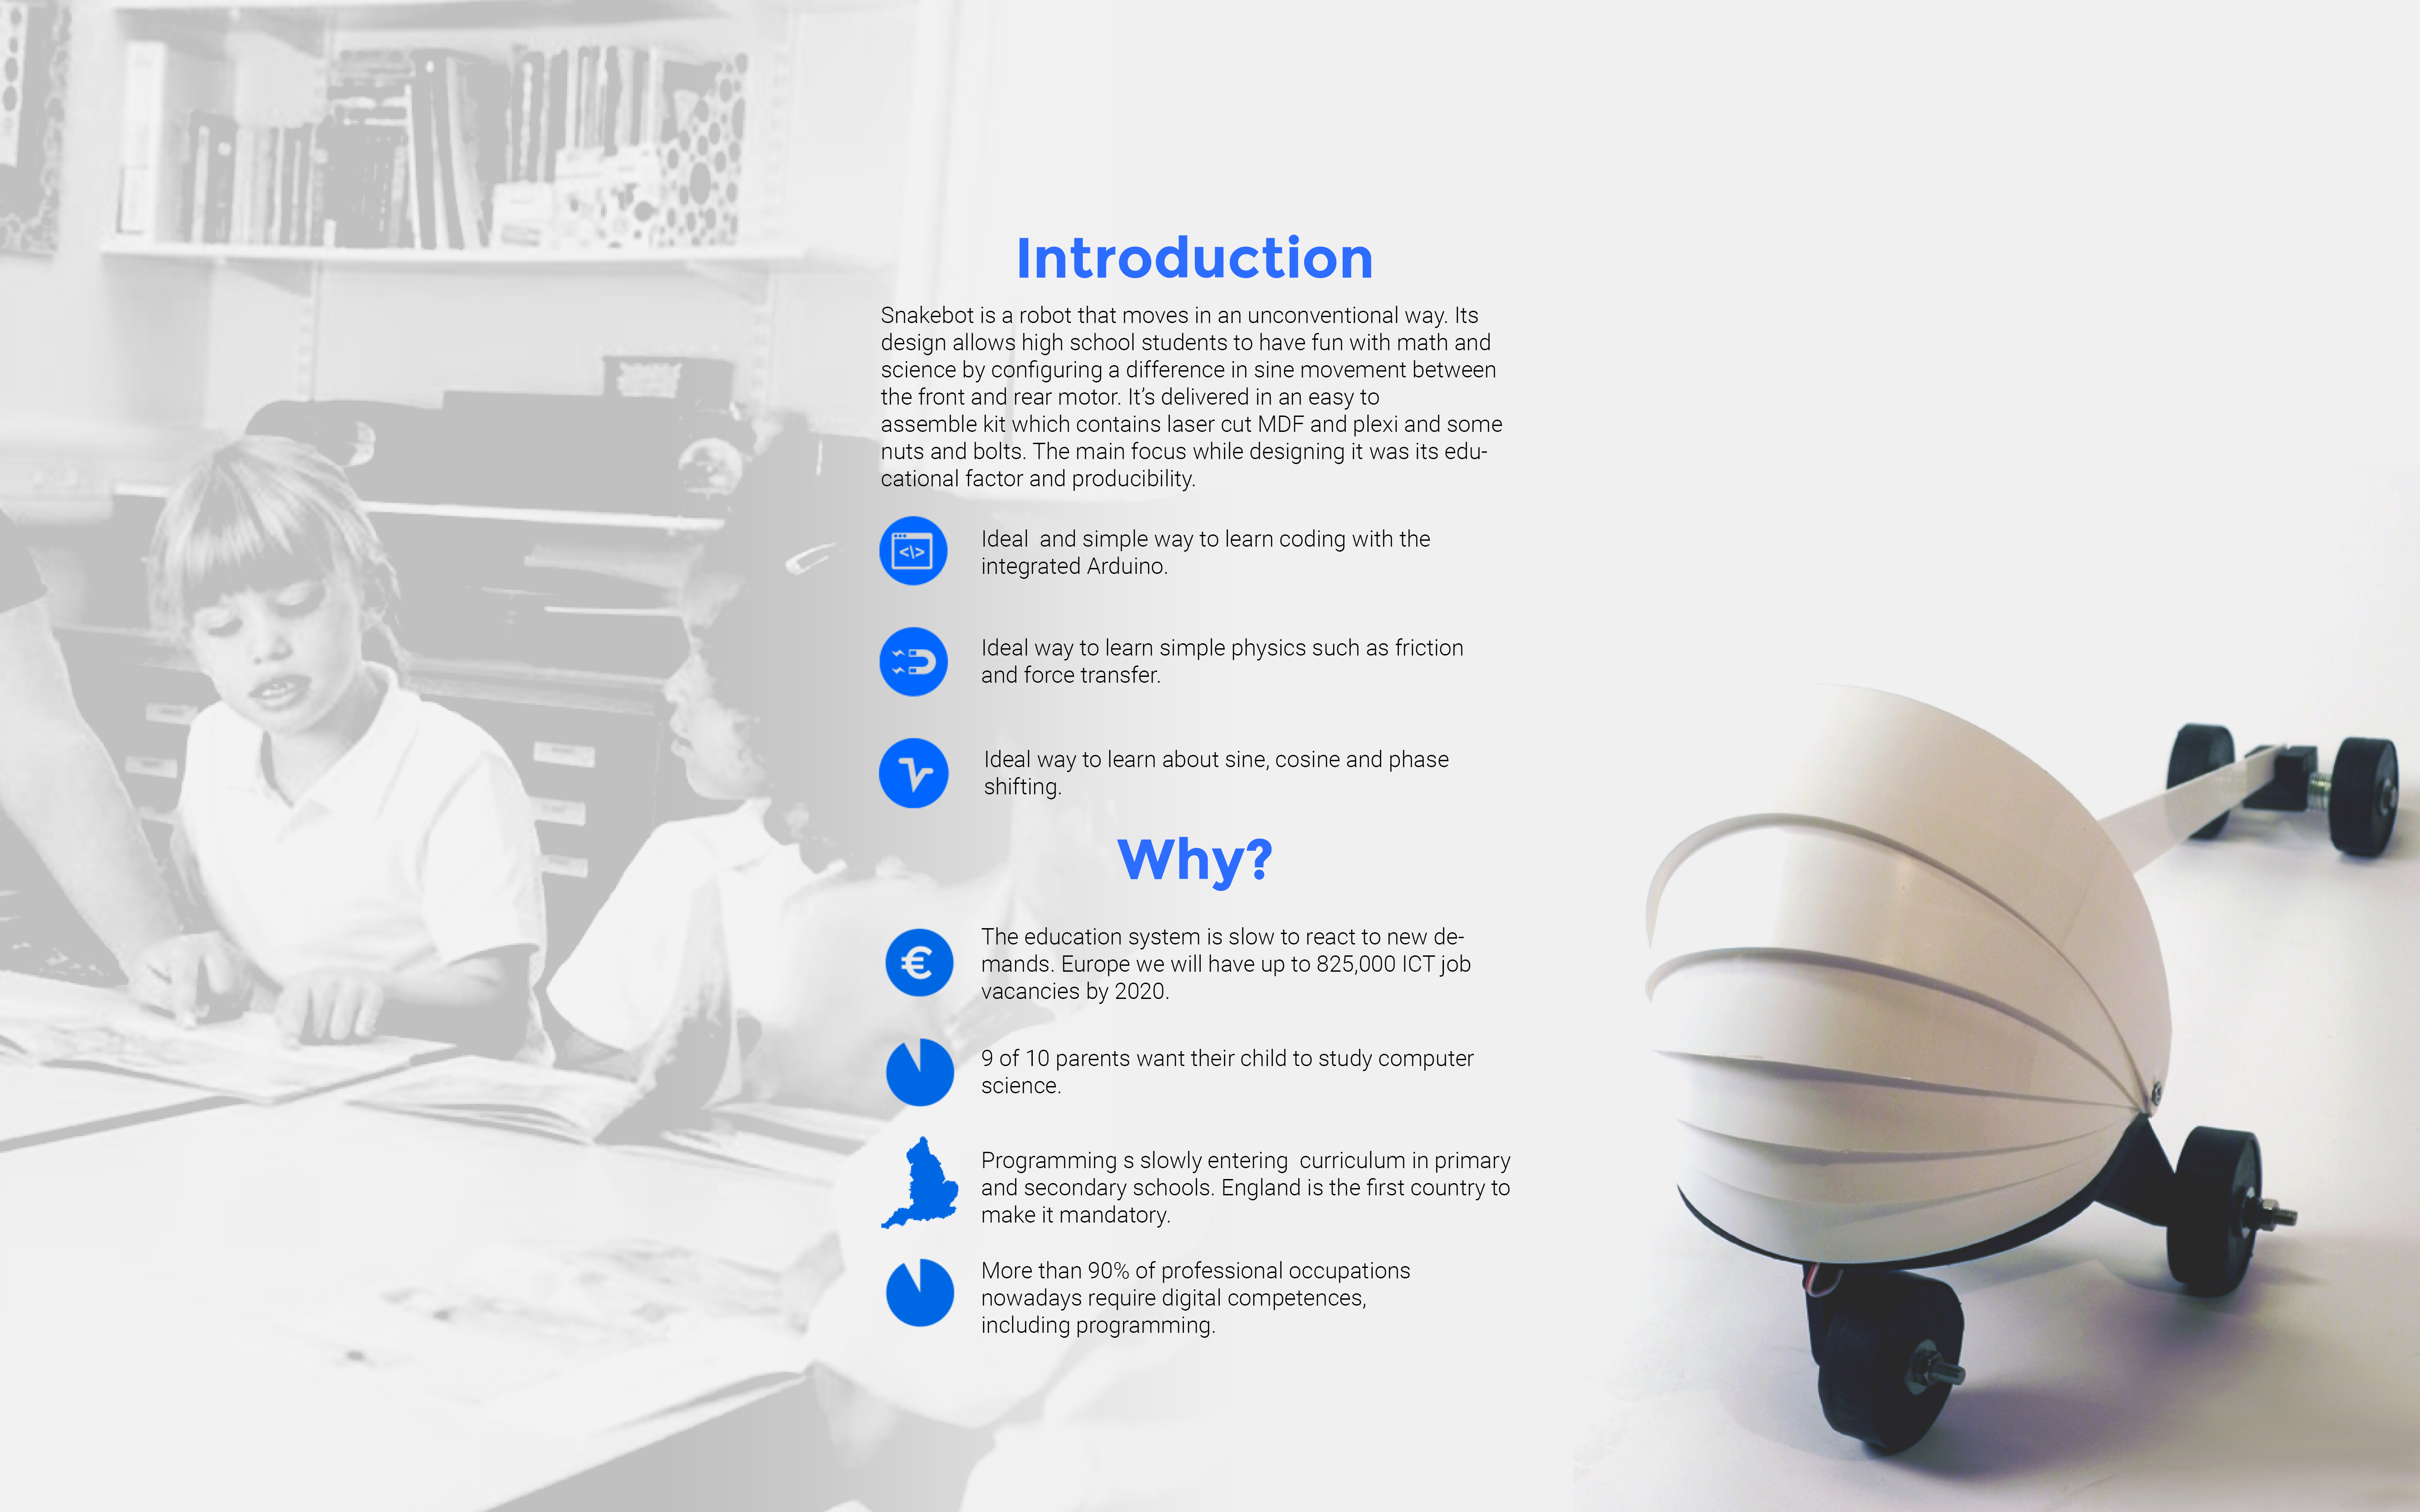 Introduction
Snakebot is a robot that moves in an unconventional way. Its
design allows high school students to have fun with math and
science by configuring a difference in sine movement between
the front and rear motor. It’s delivered in an easy to
assemble kit which contains laser cut MDF and plexi and some
nuts and bolts. The main focus while designing it was its edu-
cational factor and producibility.
</\>
Ideal  and simple way to learn coding with the
integrated Arduino.
Ideal way to learn simple physics such as friction
and force transfer.
Ideal way to learn about sine, cosine and phase
shifting.
Why?
€
The education system is slow to react to new de-
mands. Europe we will have up to 825,000 ICT job
vacancies by 2020.
9 of 10 parents want their child to study computer
science.
Programming s slowly entering  curriculum in primary
and secondary schools. England is the first country to
make it mandatory.
More than 90% of professional occupations
nowadays require digital competences,
including programming.